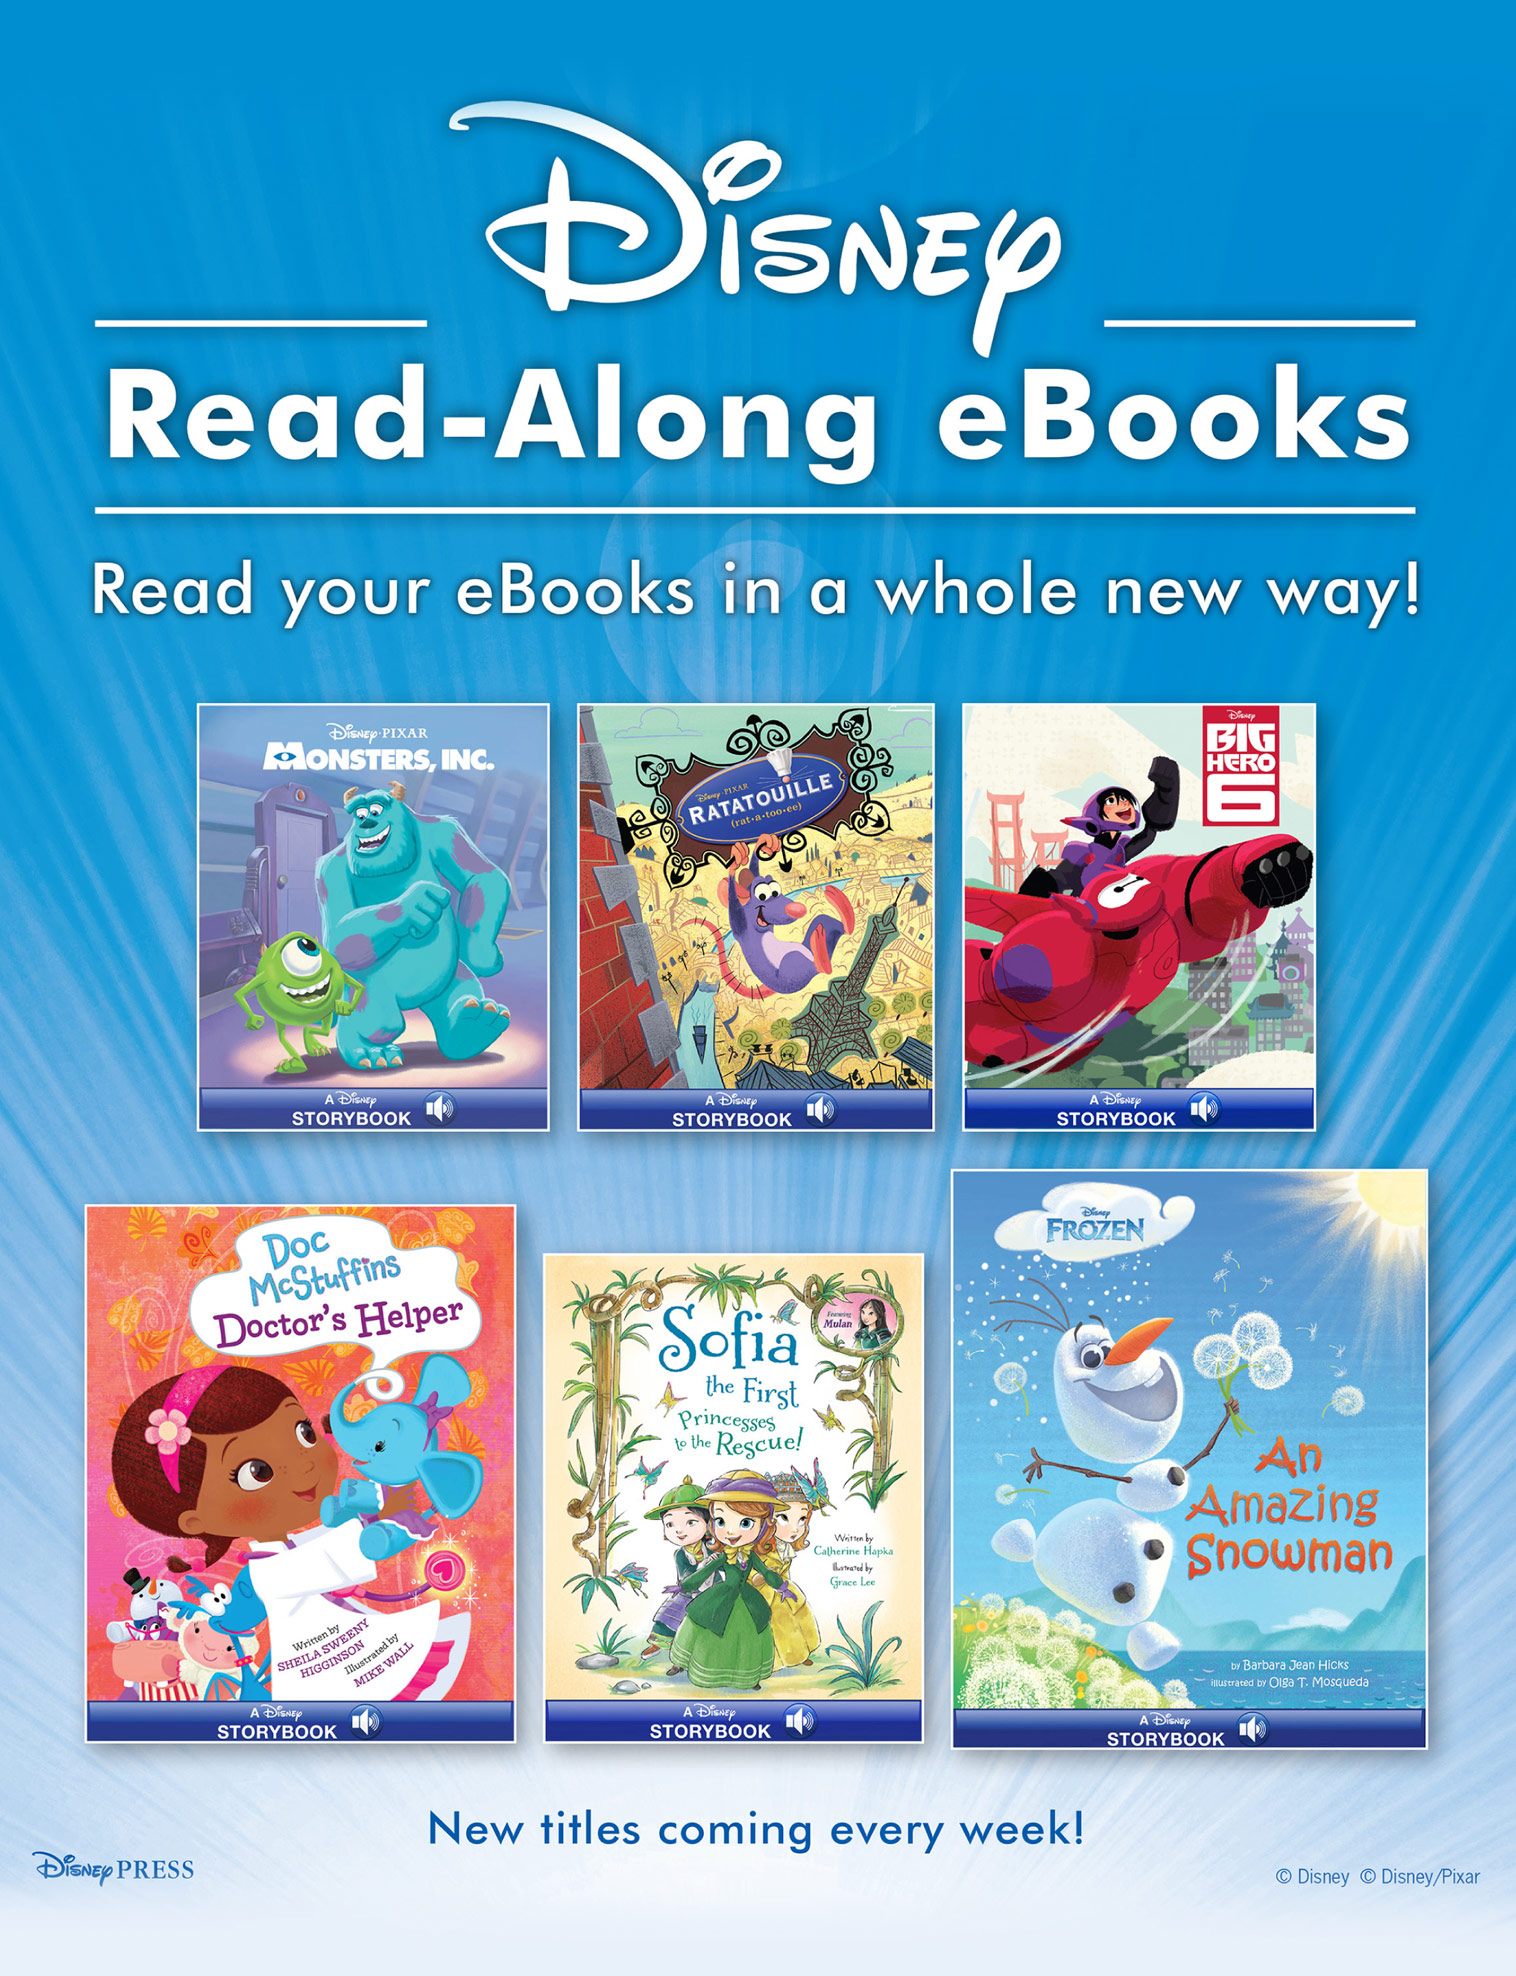 Disney
Read-Along eBooks
Read your eBooks in a whole new way!
Disney·PIXAR
MONSTERS, INC.
A Disney
STORYBOOK
Disney·PIXAR
RATATOUILLE
(rat•a•too•ee)
A Disney
STORYBOOK
Disney
BIG
HERO
6
A Disney
STORYBOOK
Doc
McStuffins
Doctor's Helper
Written by
SHEILA SWEENY
HIGGINSON
Illustrated by
MIKE WALL
A Disney
STORYBOOK
Featuring
Mulan
Sofia
the First
Princesses
to the Rescue!
Written by
Catherine Hapka
Illustrated by
Grace Lee
A Disney
STORYBOOK
Disney
FROZEN
An
Amazing
Snowman
by Barbara Jean Hicks
illustrated by Olga T. Mosqueda
A Disney
STORYBOOK
New titles coming every week!
Disney PRESS
© Disney © Disney/Pixar